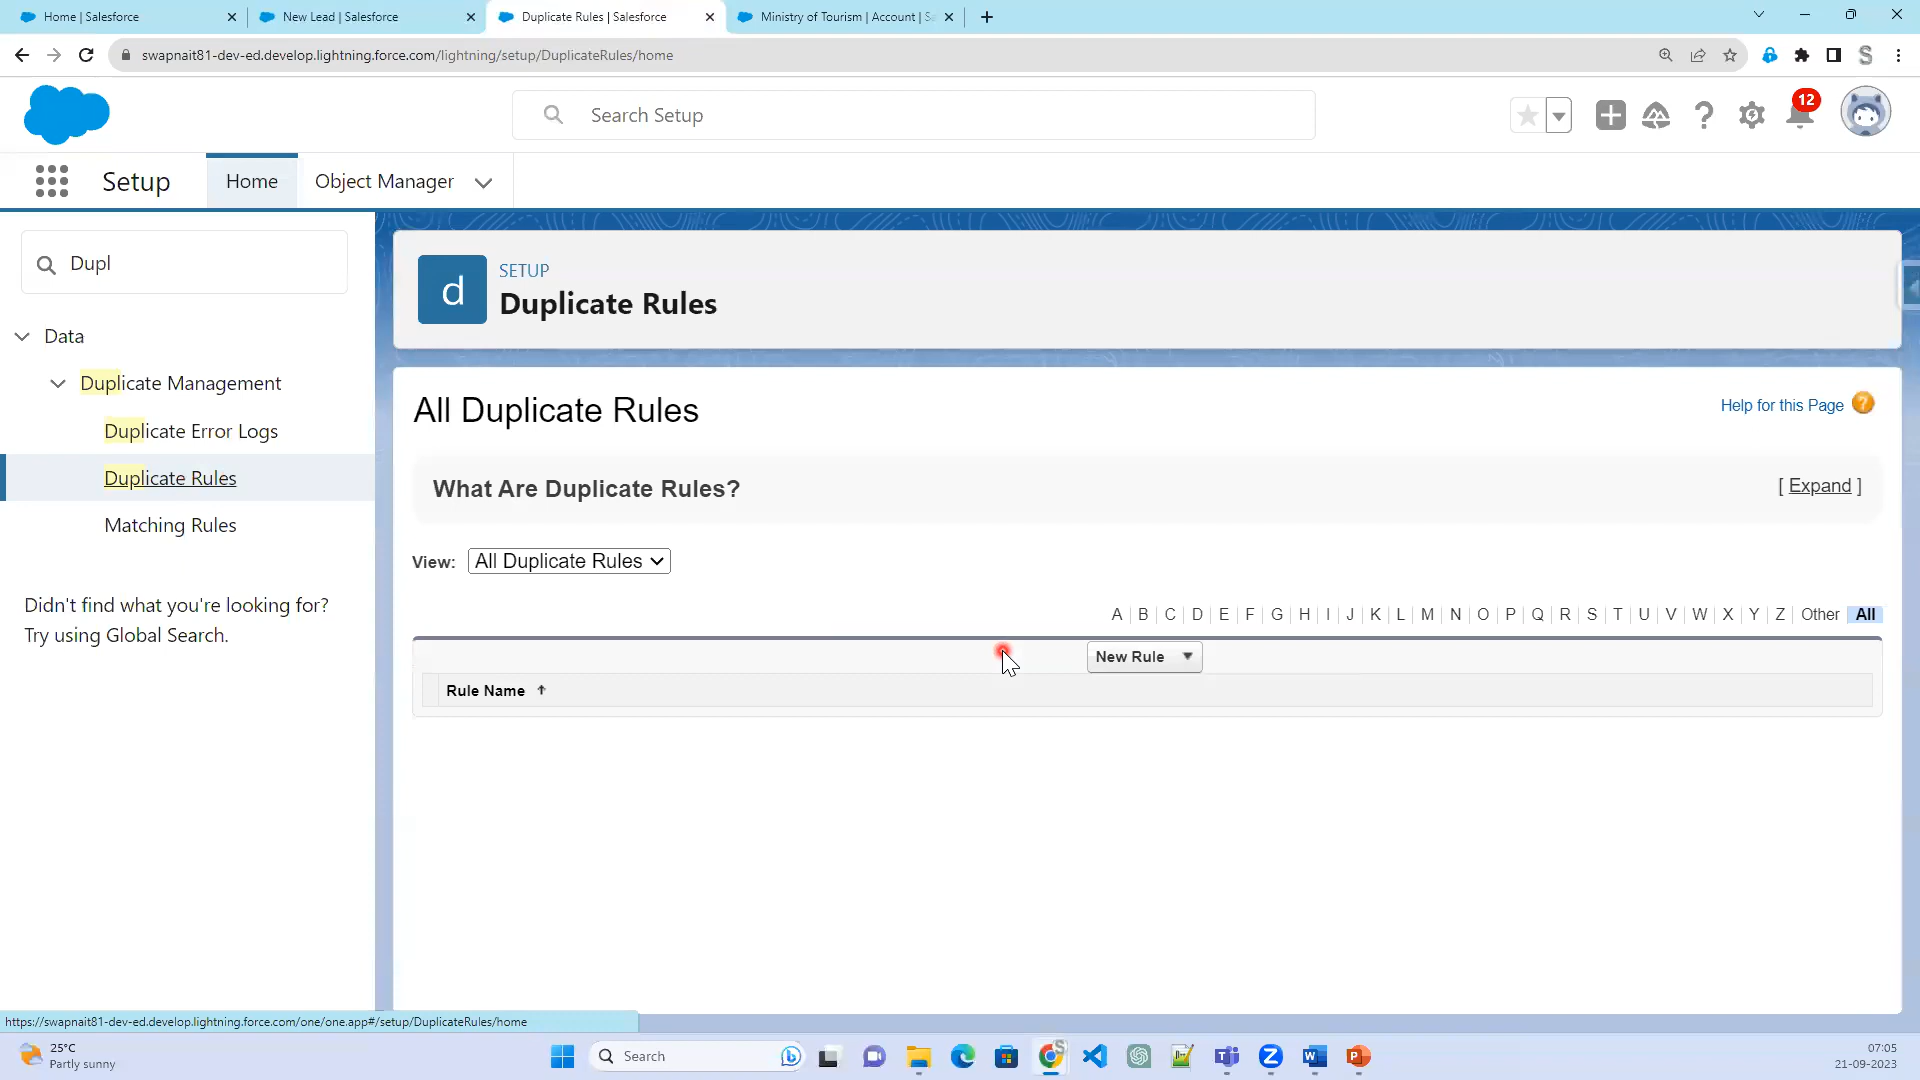 Home | Salesforce
New Lead | Salesforce
Duplicate Rules | Salesforce
Ministry of Tourism | Account | S
swapnait81-dev-ed.develop.lightning.force.com/lightning/setup/DuplicateRules/home
Search Setup
12
Setup
Home
Object Manager
Dupl
Data
Duplicate Management
Duplicate Error Logs
Duplicate Rules
Matching Rules
Didn't find what you're looking for?
Try using Global Search.
d
SETUP
Duplicate Rules
All Duplicate Rules
Help for this Page
What Are Duplicate Rules?
[ Expand ]
View: All Duplicate Rules
A | B | C | D | E | F | G | H | I | J | K | L | M | N | O | P | Q | R | S | T | U | V | W | X | Y | Z | Other | All
New Rule
Rule Name
https://swapnait81-dev-ed.develop.lightning.force.com/one/one.app#/setup/DuplicateRules/home
25°C
Partly sunny
Search
07:05
21-09-2023